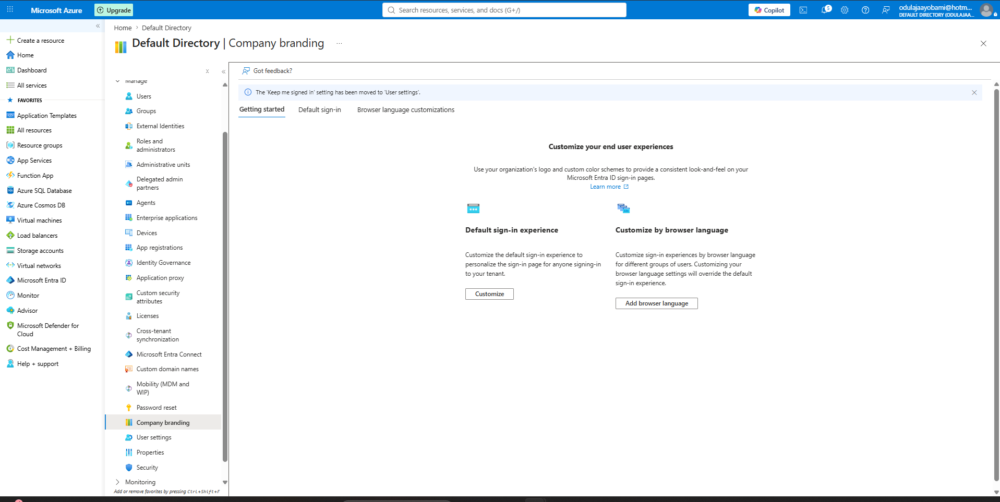 Microsoft Azure
Upgrade
Search resources, services, and docs (G+/)
Copilot
5
odulajaayobami@hotm...
DEFAULT DIRECTORY (ODULAJAA...
Create a resource
Home
Dashboard
All services
FAVORITES
Application Templates
All resources
Resource groups
App Services
Function App
Azure SQL Database
Azure Cosmos DB
Virtual machines
Load balancers
Storage accounts
Virtual networks
Microsoft Entra ID
Monitor
Advisor
Microsoft Defender for
Cloud
Cost Management + Billing
Help + support
Home > Default Directory
Default Directory | Company branding ...
Manage
Users
Groups
External Identities
Roles and
administrators
Administrative units
Delegated admin
partners
Agents
Enterprise applications
Devices
App registrations
Identity Governance
Application proxy
Custom security
attributes
Licenses
Cross-tenant
synchronization
Microsoft Entra Connect
Custom domain names
Mobility (MDM and
WIP)
Password reset
Company branding
User settings
Properties
Security
Monitoring
Add or remove favorites by pressing Ctrl+Shift+F
Got feedback?
The 'Keep me signed in' setting has been moved to 'User settings'.
Getting started
Default sign-in
Browser language customizations
Customize your end user experiences
Use your organization's logo and custom color schemes to provide a consistent look-and-feel on your
Microsoft Entra ID sign-in pages.
Learn more
Default sign-in experience
Customize the default sign-in experience to
personalize the sign-in page for anyone signing-in
to your tenant.
Customize
Customize by browser language
Customize sign-in experiences by browser language
for different groups of users. Customizing your
browser language settings will override the default
sign-in experience.
Add browser language